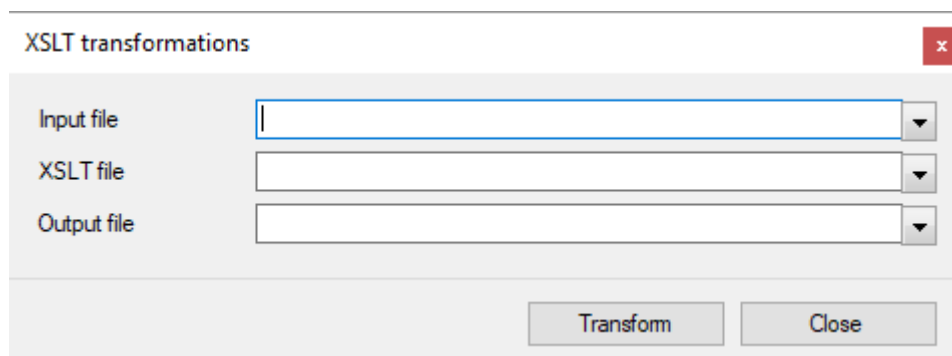 XSLT transformations
x
Input file
XSLT file
Output file
Transform Close